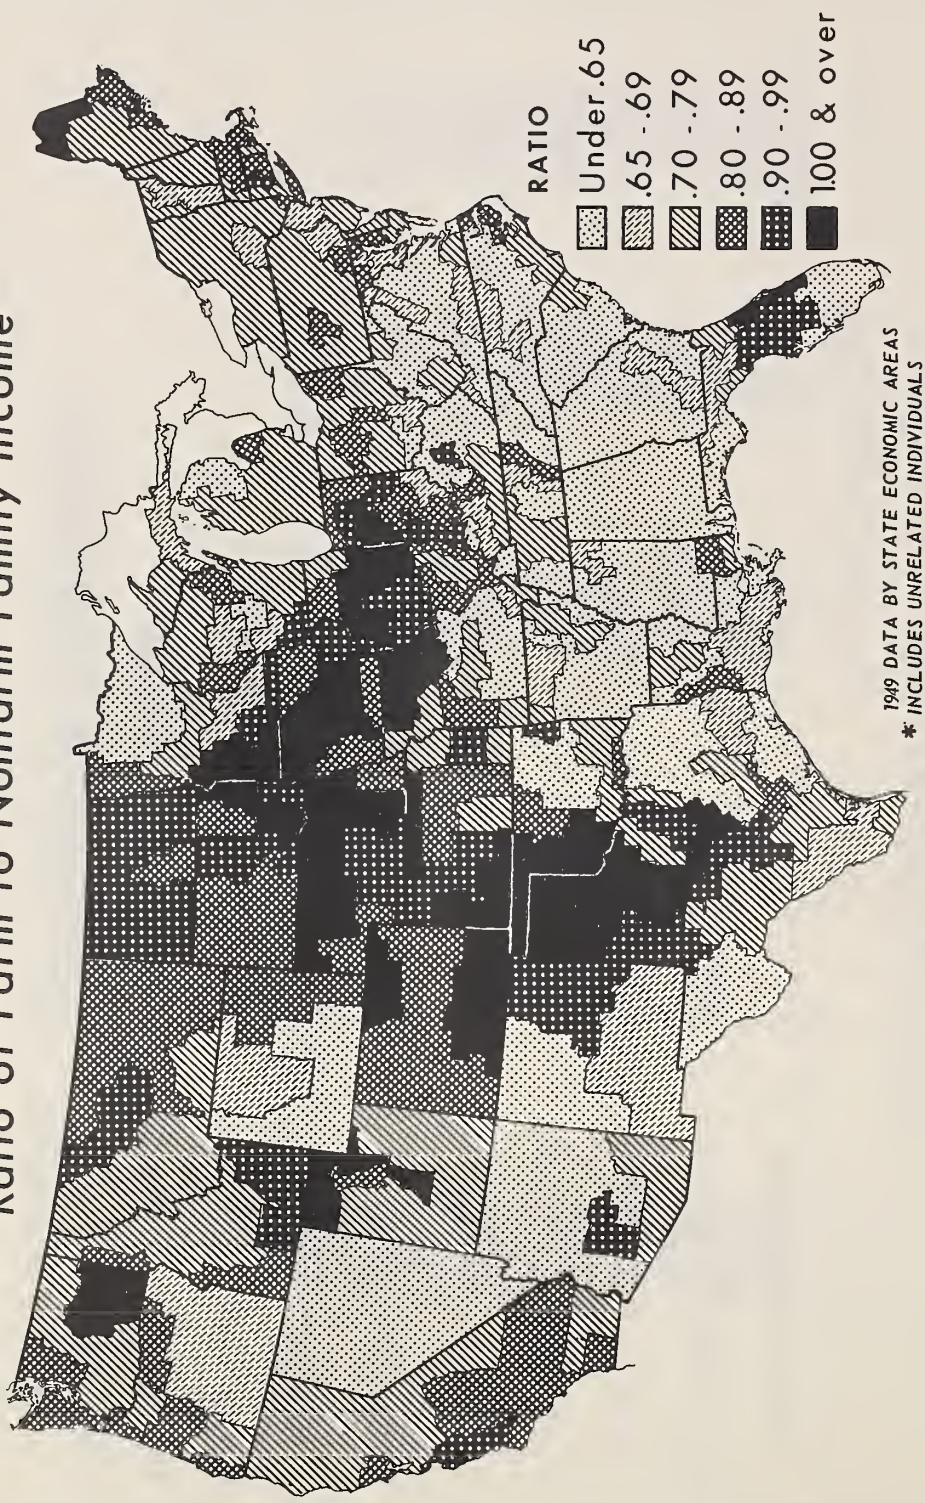 Ratio of Farm to Nonfarm Family Income
RATIO
Under .65
.65 - .69
.70 - .79
.80 - .89
.90 - .99
1.00 & over
1949 DATA BY STATE ECONOMIC AREAS
* INCLUDES UNRELATED INDIVIDUALS